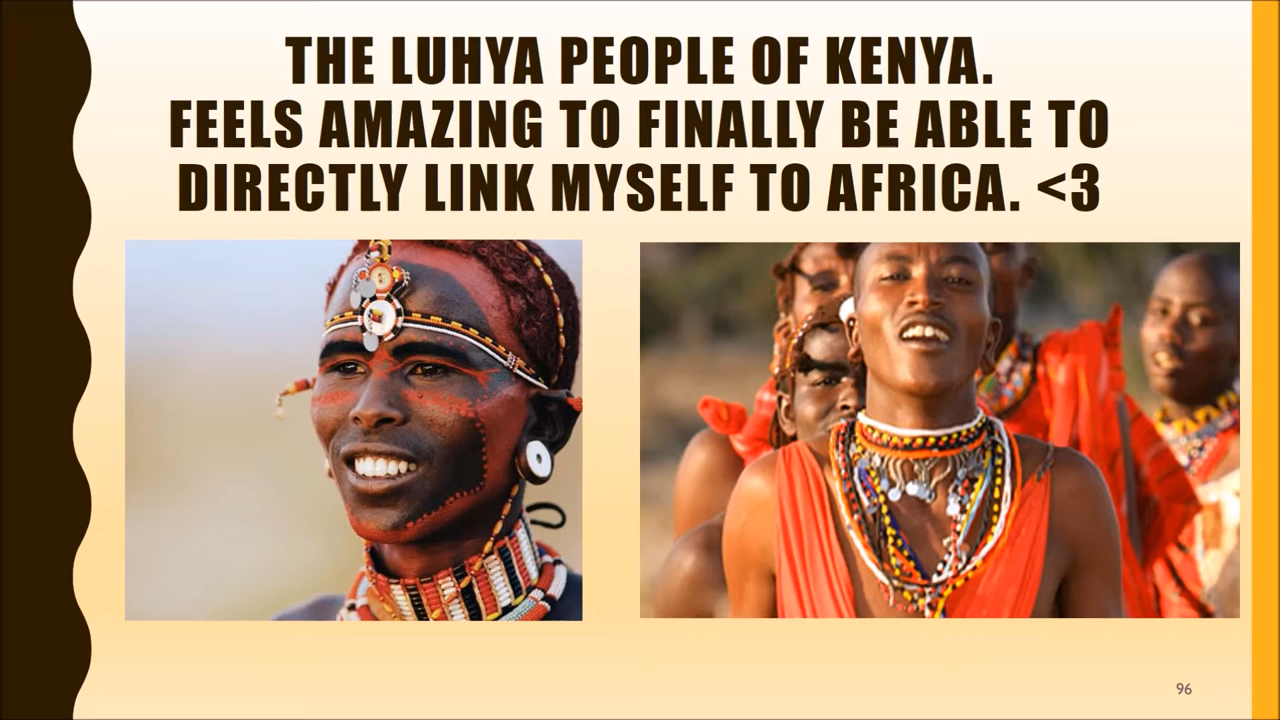 THE LUHYA PEOPLE OF KENYA.
FEELS AMAZING TO FINALLY BE ABLE TO
DIRECTLY LINK MYSELF TO AFRICA. <3
96